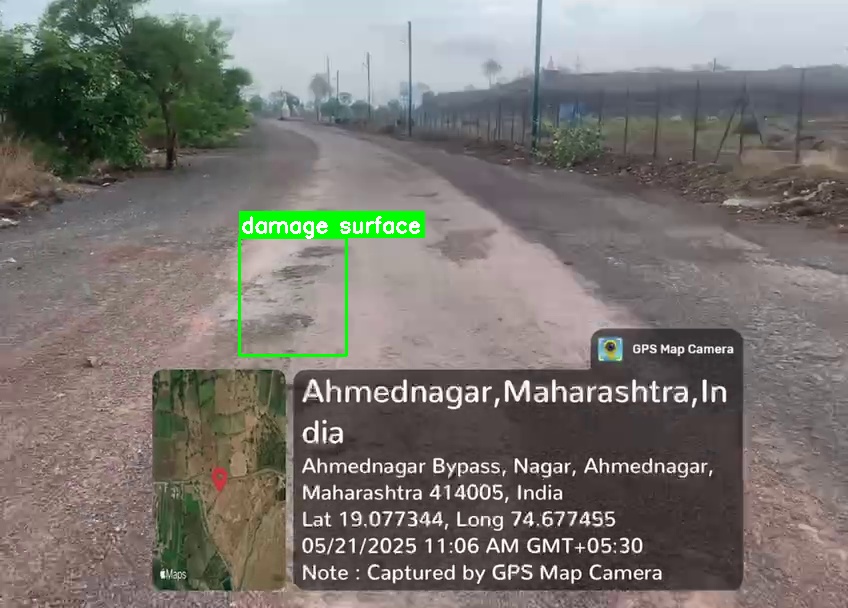 damage surface
GPS Map Camera
Ahmednagar,Maharashtra,In
dia
Ahmednagar Bypass, Nagar, Ahmednagar,
Maharashtra 414005, India
Lat 19.077344, Long 74.677455
05/21/2025 11:06 AM GMT+05:30
Note : Captured by GPS Map Camera
Maps